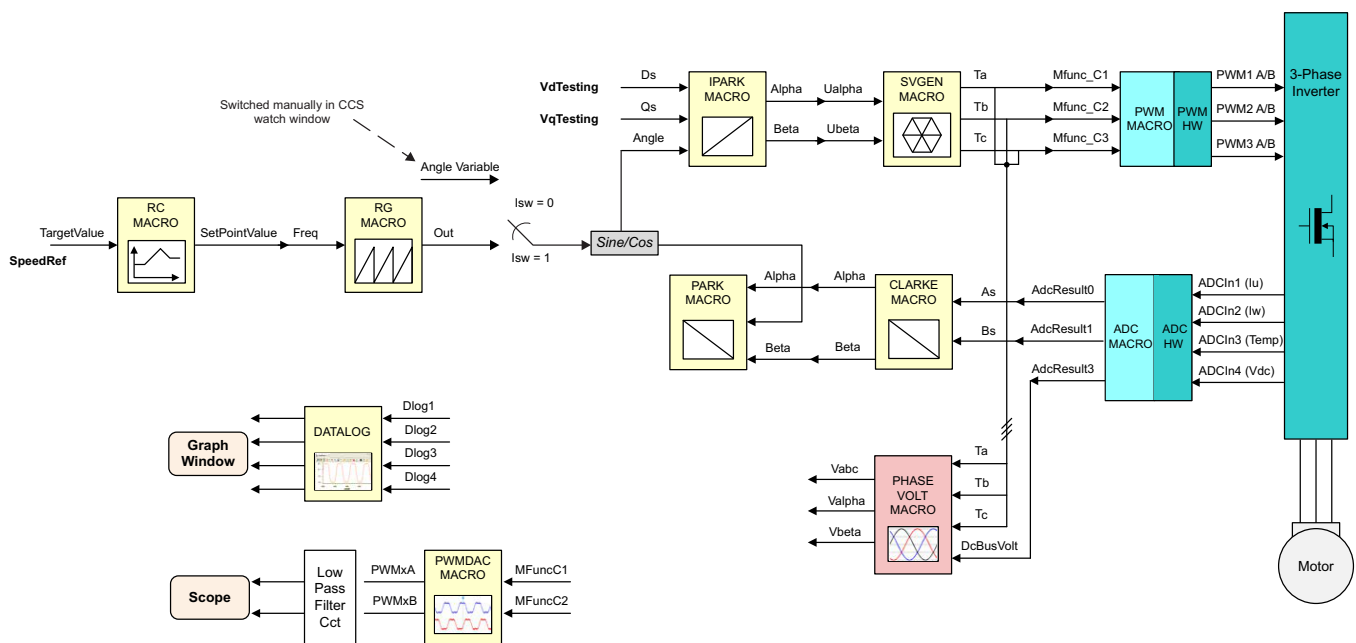 VdTesting
Ds
IPARK
MACRO
Alpha
Ualpha
SVGEN
MACRO
Ta
Mfunc_C1
PWM
MACRO
PWM
HW
PWM1 A/B
3-Phase
Inverter
VqTesting
Qs
Tb
Mfunc_C2
PWM2 A/B
Angle
Beta
Ubeta
Tc
Mfunc_C3
PWM3 A/B
Switched manually in CCS
watch window
Angle Variable
Isw = 0
Isw = 1
TargetValue
SpeedRef
RC
MACRO
SetPointValue
Freq
RG
MACRO
Out
Sine/Cos
PARK
MACRO
Alpha
Alpha
CLARKE
MACRO
As
AdcResult0
ADC
MACRO
ADC
HW
ADCIn1 (Iu)
ADCIn2 (Iw)
Bs
AdcResult1
ADCIn3 (Temp)
Beta
Beta
AdcResult3
ADCIn4 (Vdc)
Graph
Window
DATALOG
Dlog1
Dlog2
Dlog3
Dlog4
Vabc
Valpha
Vbeta
PHASE
VOLT
MACRO
Ta
Tb
Tc
DcBusVolt
Motor
Scope
Low
Pass
Filter
Cct
PWMxA
PWMxB
PWMDAC
MACRO
MFuncC1
MFuncC2